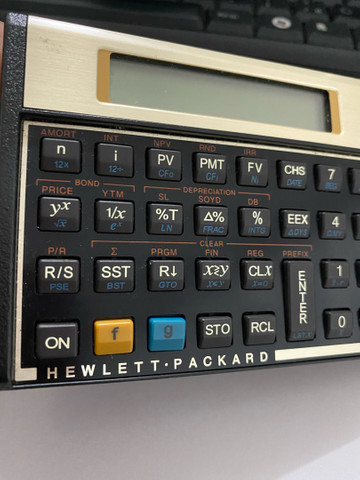 AMORT INT NPV RND IRR
n i PV PMT FV CHS 7
12x 12÷ CFo CFj Nj DATE
BOND DEPRECIATION
PRICE YTM SL SOYD DB
yˣ 1/x %T Δ% % EEX 4
√x eˣ LN FRAC INTG ΔDYS
CLEAR
P/R Σ PRGM FIN REG PREFIX
R/S SST R↓ x≷y CLx ENTER 1
PSE BST GTO x≤y x=0
ON f g STO RCL 0
HEWLETT·PACKARD